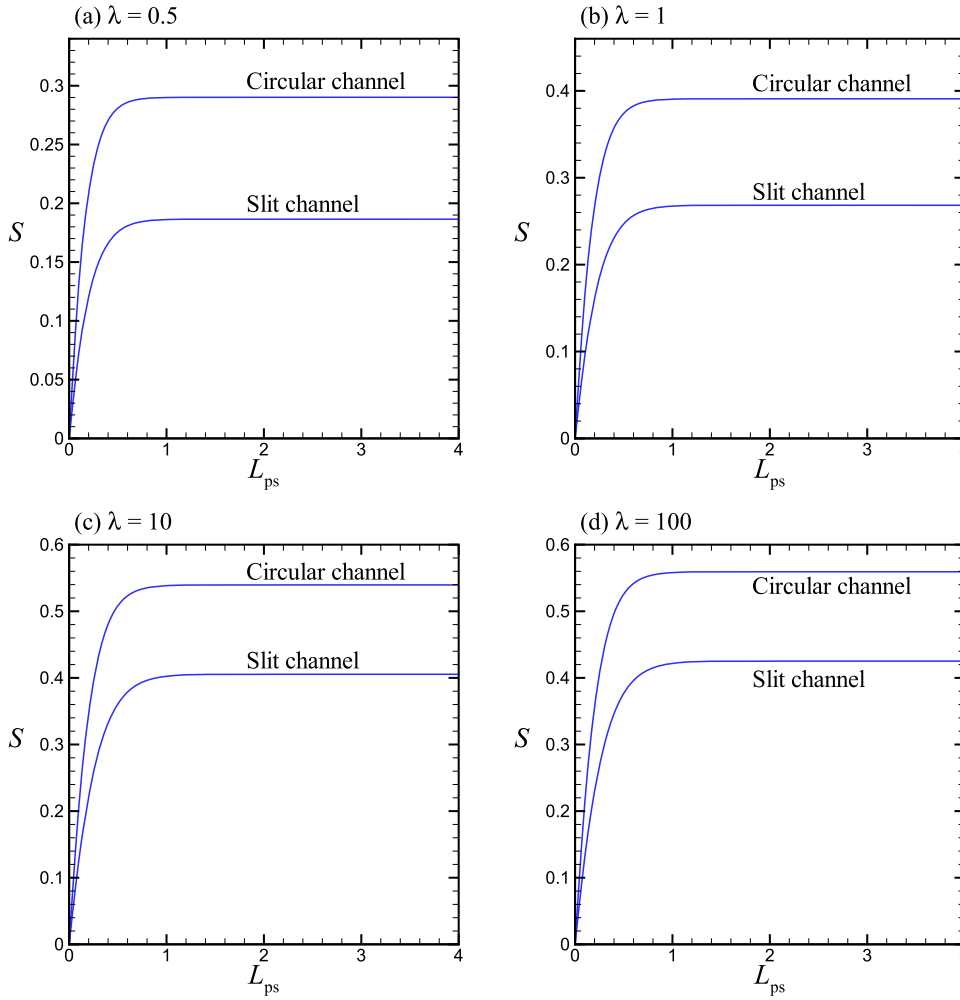 (a) λ = 0.5
0.3
0.25
0.2
0.15
0.1
0.05
0
S
Circular channel
Slit channel
0 1 2 3 4
Lps
(b) λ = 1
0.4
0.3
0.2
0.1
0
S
Circular channel
Slit channel
0 1 2 3
Lps
(c) λ = 10
0.6
0.5
0.4
0.3
0.2
0.1
0
S
Circular channel
Slit channel
0 1 2 3 4
Lps
(d) λ = 100
0.6
0.5
0.4
0.3
0.2
0.1
0
S
Circular channel
Slit channel
0 1 2 3
Lps